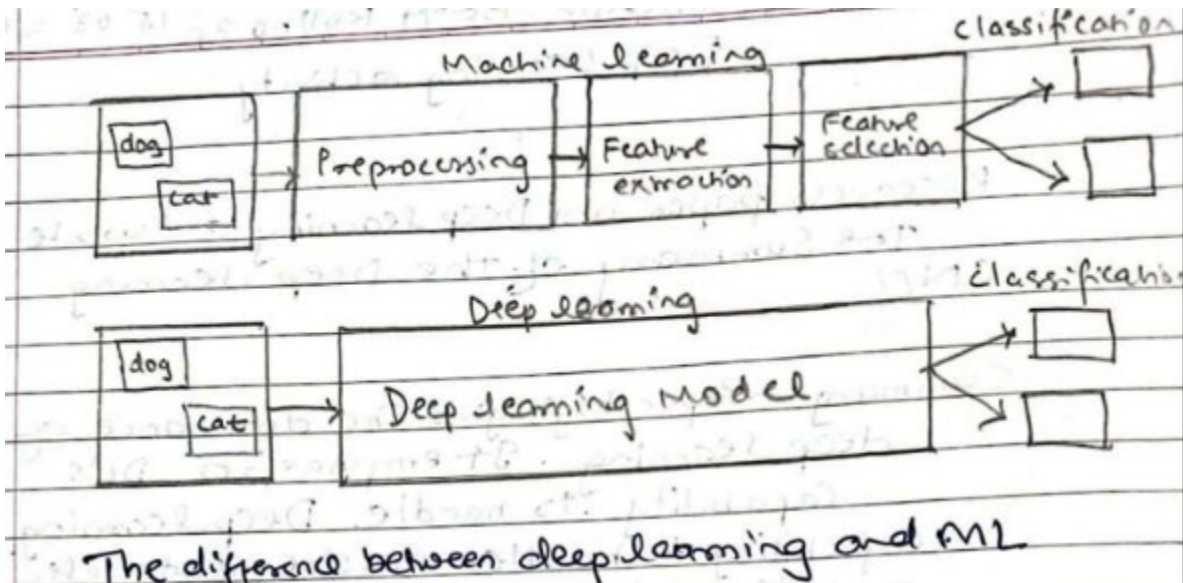 classification
Machine learning
dog
cat
Preprocessing
Feature
extraction
Feature
selection
Deep learning
classification
dog
cat
Deep learning Model
The difference between deep learning and ML